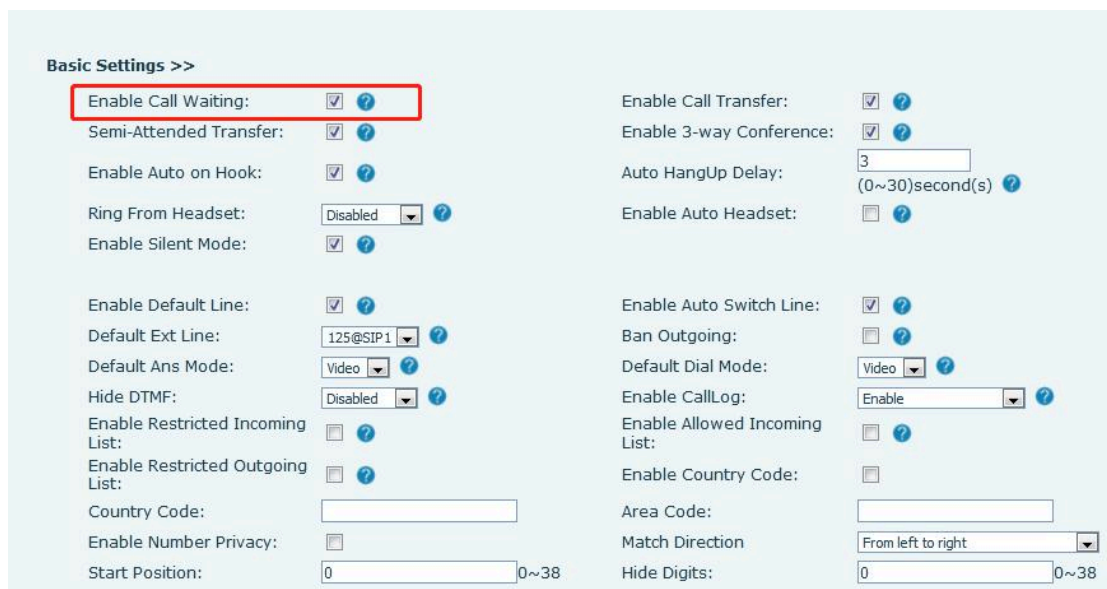 Basic Settings >>
Enable Call Waiting: ? Enable Call Transfer: ?
Semi-Attended Transfer: ? Enable 3-way Conference: ?
Enable Auto on Hook: ? Auto HangUp Delay: 3
(0~30)second(s) ?
Ring From Headset: Disabled ? Enable Auto Headset: ?
Enable Silent Mode: ?
Enable Default Line: ? Enable Auto Switch Line: ?
Default Ext Line: 125@SIP1 ? Ban Outgoing: ?
Default Ans Mode: Video ? Default Dial Mode: Video ?
Hide DTMF: Disabled ? Enable CallLog: Enable ?
Enable Restricted Incoming
List: ? Enable Allowed Incoming
List: ?
Enable Restricted Outgoing
List: ? Enable Country Code:
Country Code: Area Code:
Enable Number Privacy: Match Direction From left to right
Start Position: 0 0~38 Hide Digits: 0 0~38